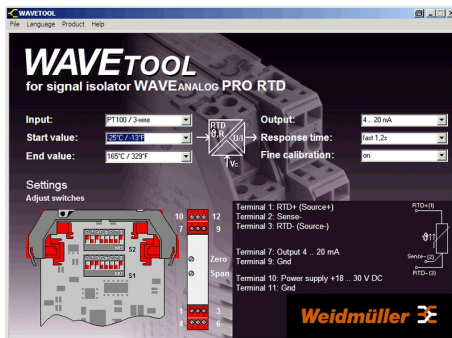 WAVETOOL
File Language Product Help
WAVETOOL
for signal isolator WAVEANALOG PRO RTD
Input: PT100 / 3-wire
Output: 4 .. 20 mA
Start value: -25°C / -13°F
Response time: fast 1,2s
End value: 165°C / 329°F
Fine calibration: on
RTD
ϑ,R
U/I
Vc
Settings
Adjust switches
S2
S1
10 12
7 9
Zero
Span
1 3
4 6
Terminal 1: RTD+ (Source+)
Terminal 2: Sense-
Terminal 3: RTD- (Source-)
Terminal 7: Output 4 .. 20 mA
Terminal 9: Gnd
Terminal 10: Power supply +18 .. 30 V DC
Terminal 11: Gnd
RTD+(1)
ϑ↑↑
Sense- (2)
RTD- (3)
Weidmüller